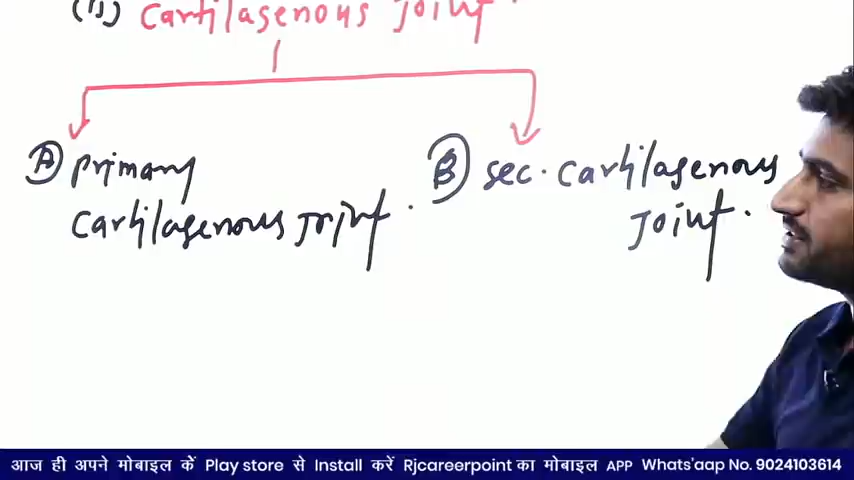 (ii) Cartilagenous Joint
(A) primary
(B) sec. cartilagenous
cartilagenous joint.
Joint.
आज ही अपने मोबाइल कें Play store से Install करें Rjcareerpoint का मोबाइल APP Whats'aap No. 9024103614